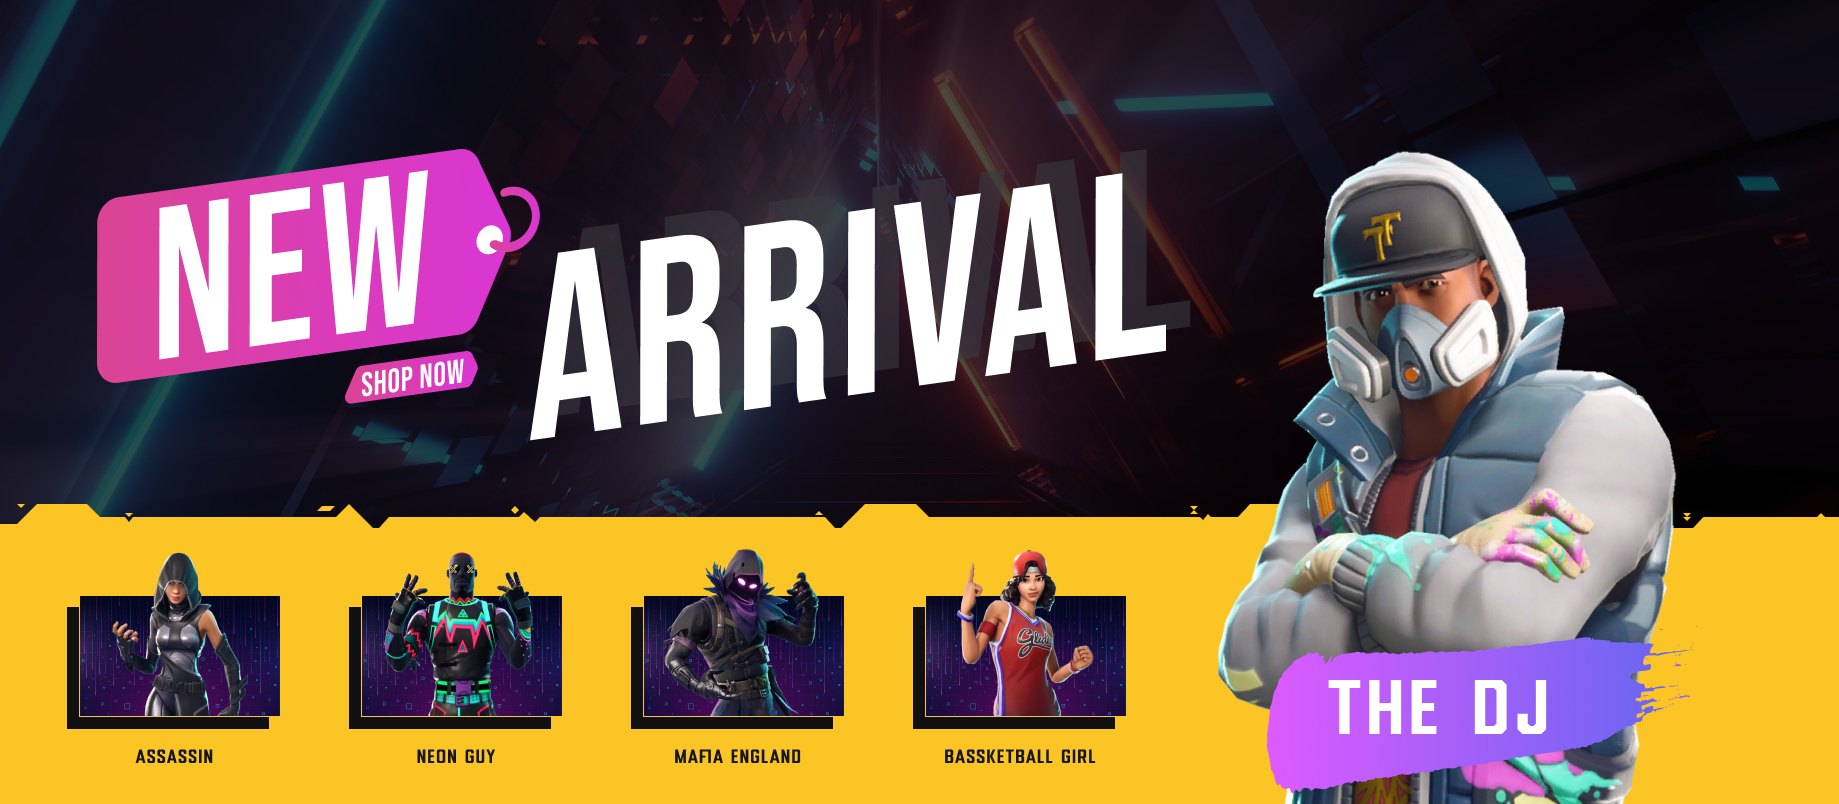 NEW
ARRIVAL
SHOP NOW
ASSASSIN
NEON GUY
MAFIA ENGLAND
BASSKETBALL GIRL
THE DJ